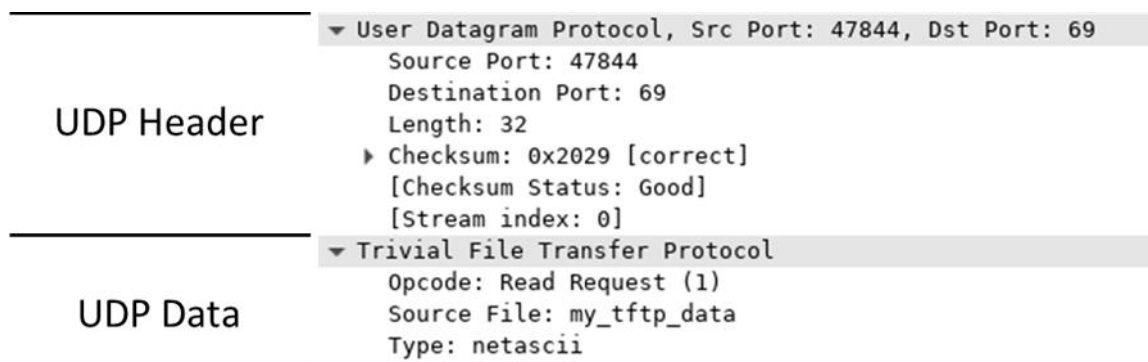 User Datagram Protocol, Src Port: 47844, Dst Port: 69
Source Port: 47844
Destination Port: 69
UDP Header
Length: 32
Checksum: 0x2029 [correct]
[Checksum Status: Good]
[Stream index: 0]
Trivial File Transfer Protocol
Opcode: Read Request (1)
UDP Data
Source File: my_tftp_data
Type: netascii